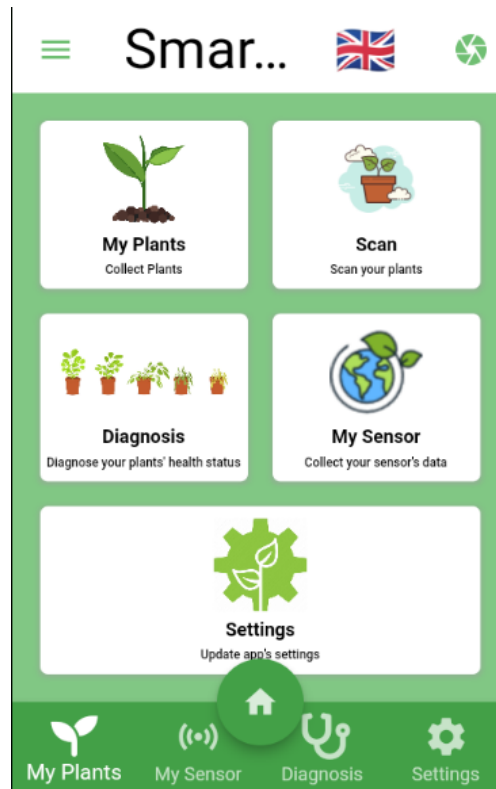 Smar...
My Plants
Collect Plants
Scan
Scan your plants
Diagnosis
Diagnose your plants' health status
My Sensor
Collect your sensor's data
Settings
Update app's settings
My Plants
My Sensor
Diagnosis
Settings